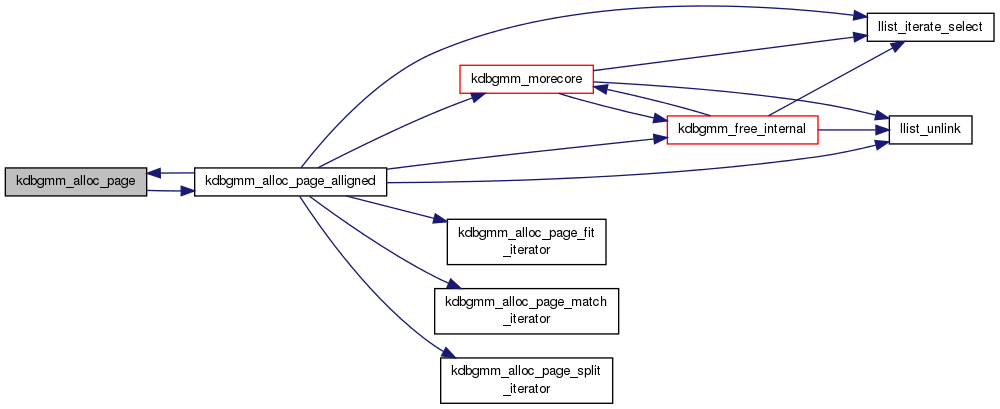 llist_iterate_select
kdbgmm_morecore
kdbgmm_free_internal
llist_unlink
kdbgmm_alloc_page
kdbgmm_alloc_page_alligned
kdbgmm_alloc_page_fit
_iterator
kdbgmm_alloc_page_match
_iterator
kdbgmm_alloc_page_split
_iterator